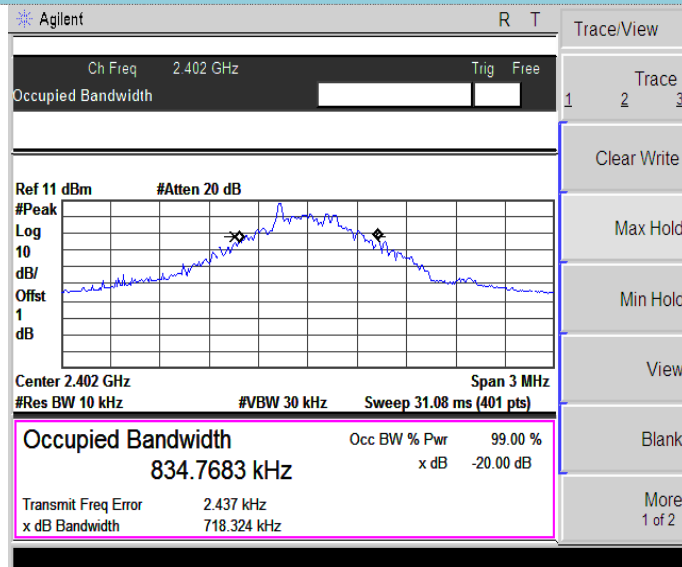 Agilent R T
Trace/View
Ch Freq 2.402 GHz Trig Free
Occupied Bandwidth
Trace
1 2 3
Clear Write
Ref 11 dBm #Atten 20 dB
#Peak
Log
10
dB/
Offst
1
dB
Max Hold
Min Hold
View
Center 2.402 GHz Span 3 MHz
#Res BW 10 kHz #VBW 30 kHz Sweep 31.08 ms (401 pts)
Occupied Bandwidth Occ BW % Pwr 99.00 %
834.7683 kHz x dB -20.00 dB
Blank
Transmit Freq Error 2.437 kHz
x dB Bandwidth 718.324 kHz
More
1 of 2